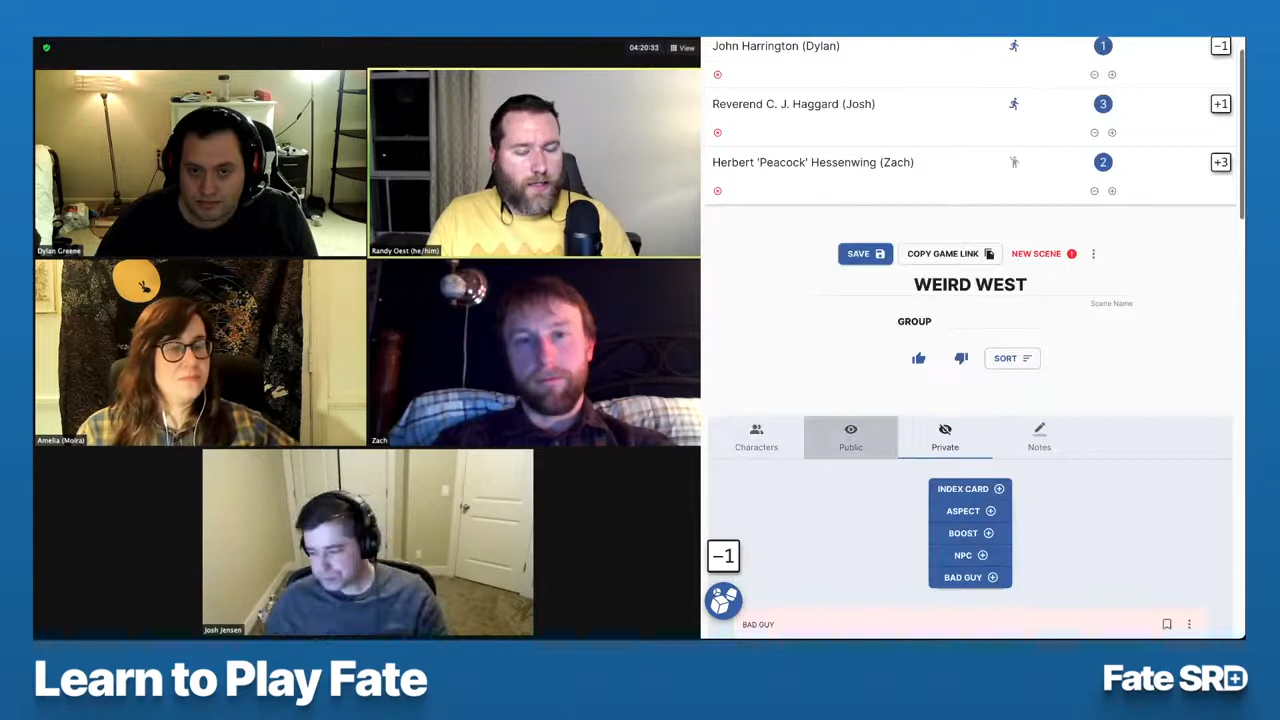 04:20:33
View
Dylan Greene
Randy Oest (he/him)
Amelia (Moira)
Zach
Josh Jensen
John Harrington (Dylan)
1
−1
Reverend C. J. Haggard (Josh)
3
+1
Herbert 'Peacock' Hessenwing (Zach)
2
+3
SAVE
COPY GAME LINK
NEW SCENE
WEIRD WEST
Scene Name
GROUP
SORT
Characters
Public
Private
Notes
INDEX CARD
ASPECT
BOOST
NPC
BAD GUY
−1
BAD GUY
Learn to Play Fate
Fate SRD